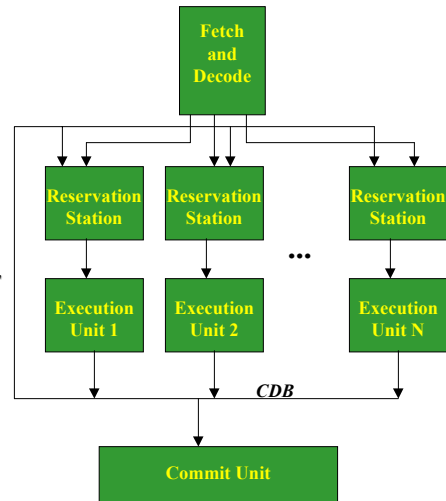 Fetch
and
Decode
Reservation
Station
Reservation
Station
Reservation
Station
...
Execution
Unit 1
Execution
Unit 2
Execution
Unit N
CDB
Commit Unit